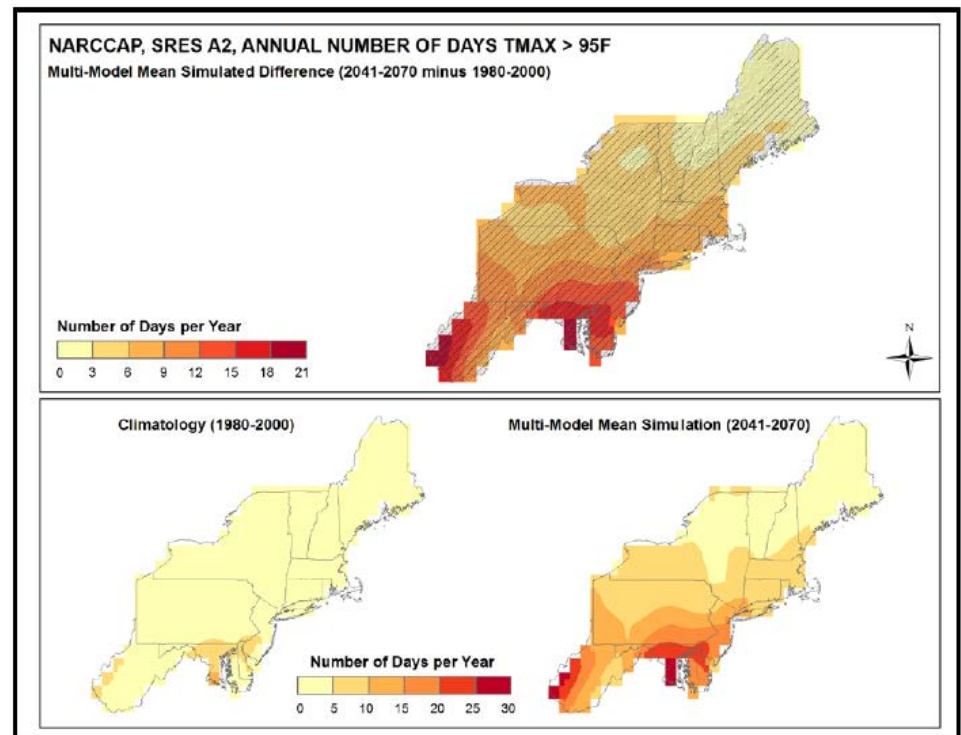 NARCCAP, SRES A2, ANNUAL NUMBER OF DAYS TMAX > 95F
Multi-Model Mean Simulated Difference (2041-2070 minus 1980-2000)
Number of Days per Year
0 3 6 9 12 15 18 21
N
Climatology (1980-2000)
Multi-Model Mean Simulation (2041-2070)
Number of Days per Year
0 5 10 15 20 25 30